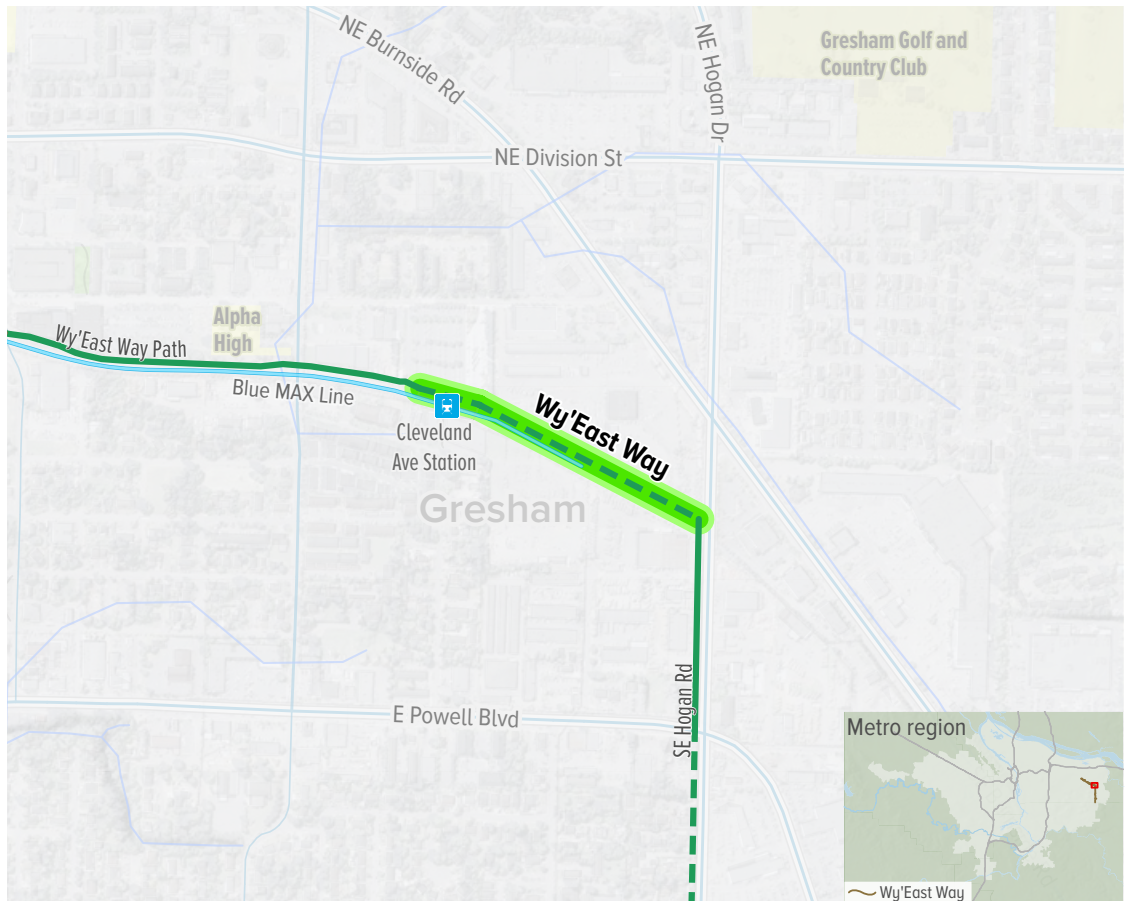 NE Burnside Rd
NE Hogan Dr
Gresham Golf and
Country Club
NE Division St
Alpha
High
Wy'East Way Path
Blue MAX Line
Cleveland
Ave Station
Wy'East Way
Gresham
SE Hogan Rd
E Powell Blvd
Metro region
Wy'East Way